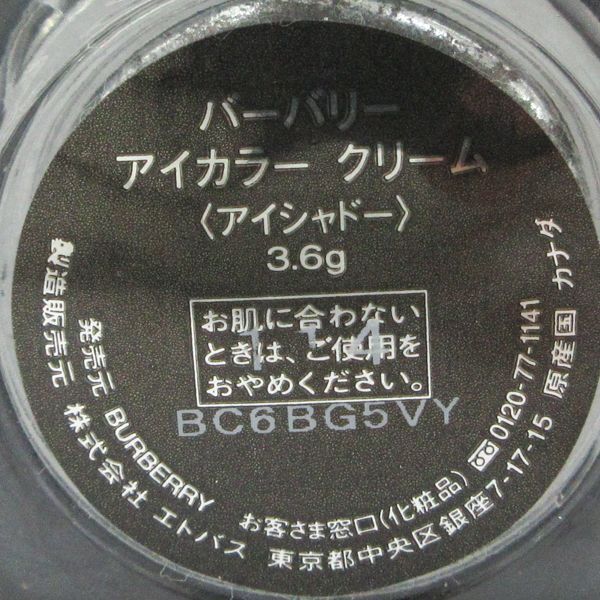 バーバリー
アイカラー クリーム
〈アイシャドー〉
3.6g
お肌に合わない
ときは、ご使用を
おやめください。
114
BC6BG5VY
発売元 BURBERRY お客さま窓口(化粧品) 0120-77-1141
製造販売元 株式会社 エトバス 東京都中央区銀座7-17-15 原産国 カナダ